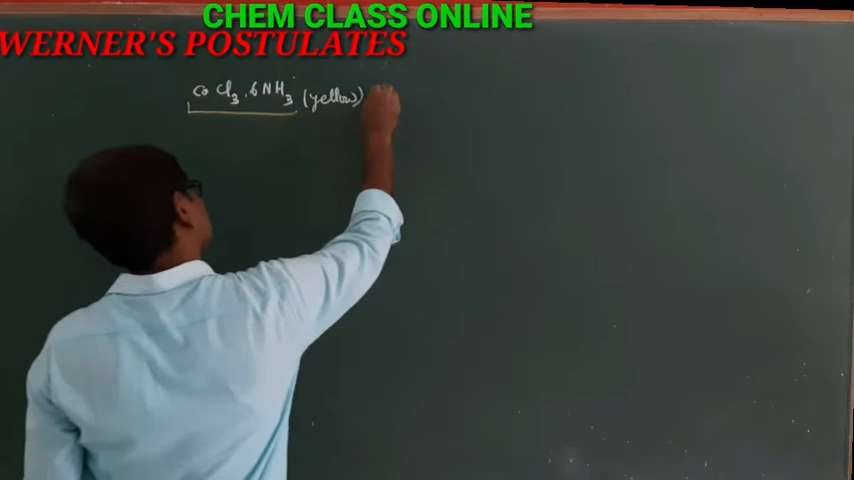 CHEM CLASS ONLINE
WERNER'S POSTULATES
CoCl₃.6NH₃ (yellow)